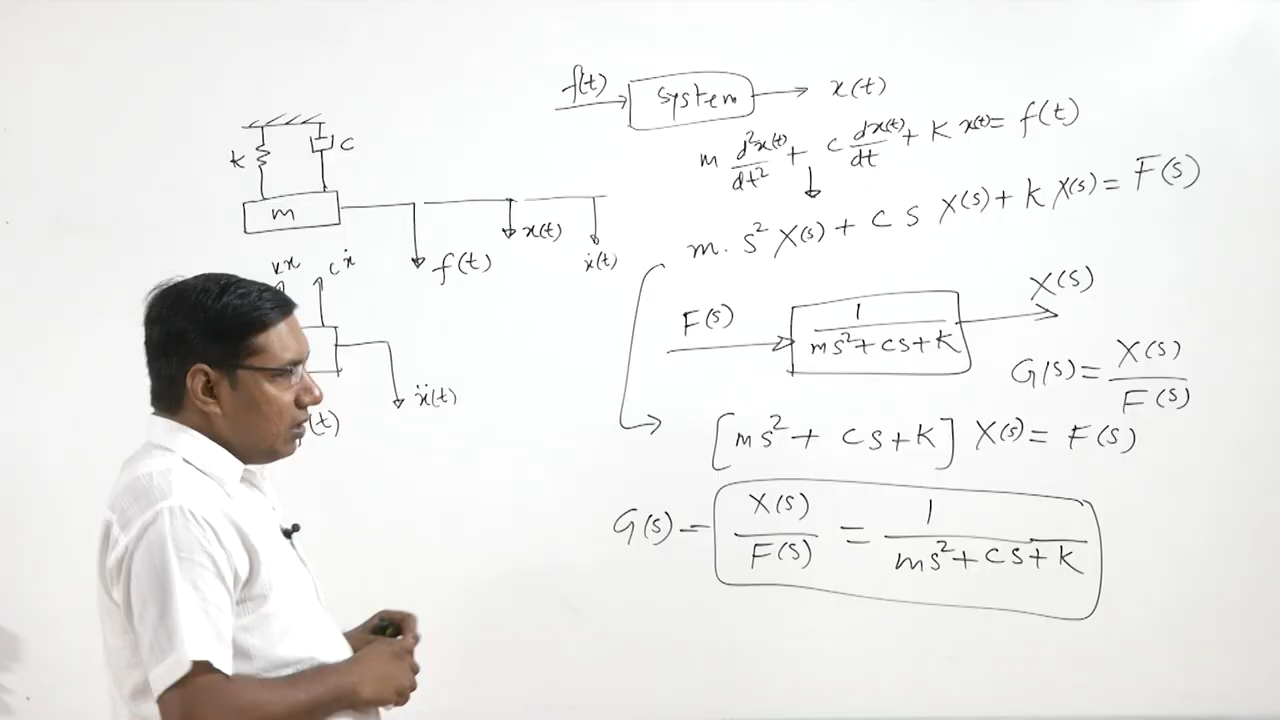 f(t) system x(t)
m d²x(t)/dt² + c dx(t)/dt + K x(t) = f(t)
m. s² X(s) + c s X(s) + k X(s) = F(s)
K C
m
f(t) x(t) ẋ(t)
kx cẋ
ẍ(t)
(t)
F(s) 1/(ms²+cs+k) X(s)
G(s) = X(s)/F(s)
[ms² + cs + k] X(s) = F(s)
G(s) = X(s)/F(s) = 1/(ms²+cs+k)